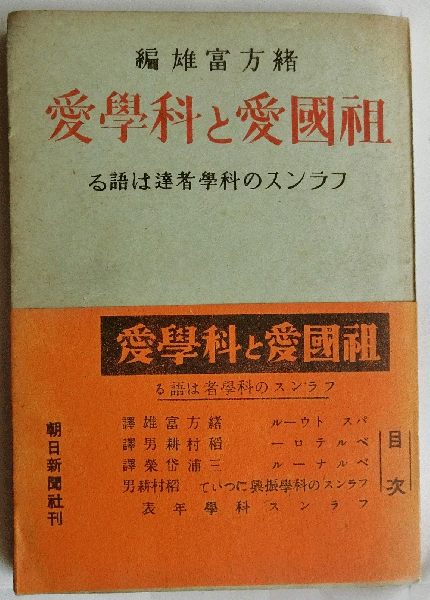 緒方富雄編
祖國愛と科學愛
フランスの科學者達は語る
祖國愛と科學愛
フランスの科學者は語る
目次
パストゥール 緒方富雄譯
ベルテロー 稻村耕男譯
ベルナール 三浦岱榮譯
フランスの科學振興について 稻村耕男
フランス科學年表
朝日新聞社刊